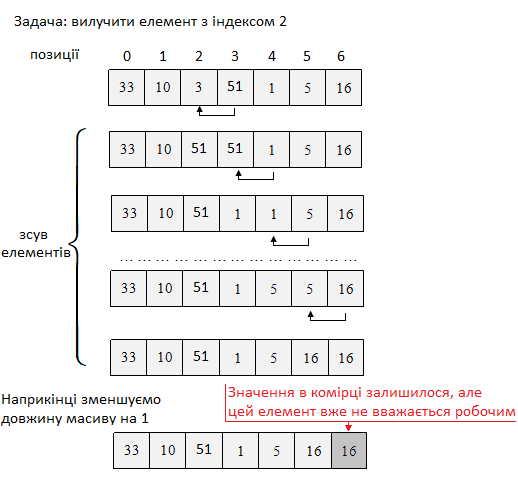 Задача: вилучити елемент з індексом 2
позиції 0 1 2 3 4 5 6
33 10 3 51 1 5 16
33 10 51 51 1 5 16
33 10 51 1 1 5 16
зсув
елементів
... ... ... ... ... ... ... ... ... ... ... ... ...
33 10 51 1 5 5 16
33 10 51 1 5 16 16
Наприкінці зменшуємо
довжину масиву на 1
Значення в комірці залишилося, але
цей елемент вже не вважається робочим
33 10 51 1 5 16 16